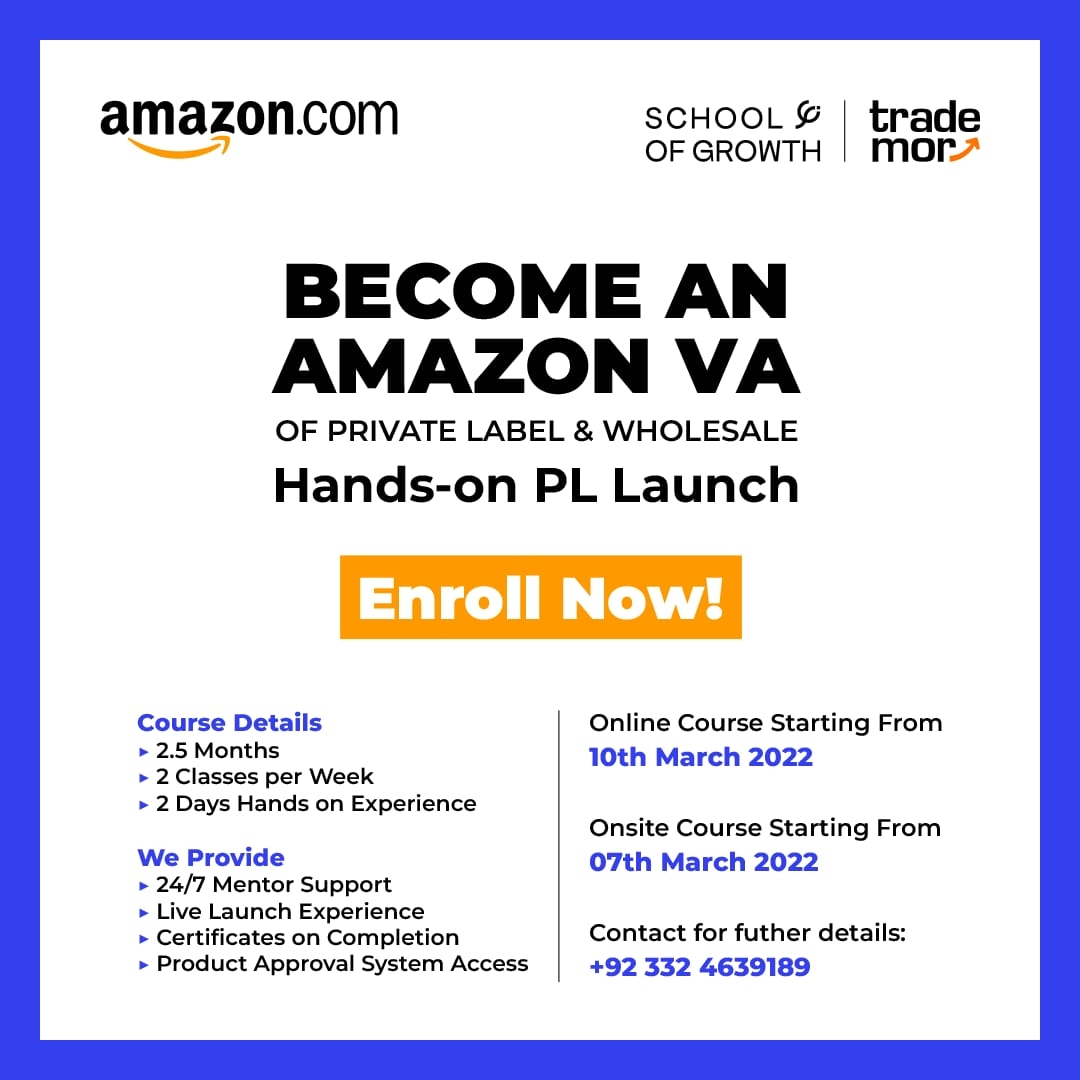 amazon.com
SCHOOL
OF GROWTH
trade
mor
BECOME AN
AMAZON VA
OF PRIVATE LABEL & WHOLESALE
Hands-on PL Launch
Enroll Now!
Course Details
▸ 2.5 Months
▸ 2 Classes per Week
▸ 2 Days Hands on Experience
We Provide
▸ 24/7 Mentor Support
▸ Live Launch Experience
▸ Certificates on Completion
▸ Product Approval System Access
Online Course Starting From
10th March 2022
Onsite Course Starting From
07th March 2022
Contact for futher details:
+92 332 4639189